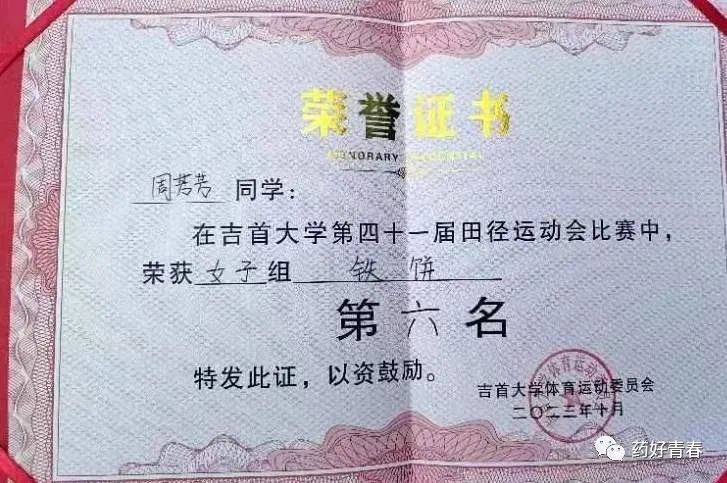 荣誉证书
HONORARY CREDENTIAL
周芳芳 同学：
在吉首大学第四十一届田径运动会比赛中，
荣获女子组 铁饼
第六名
特发此证，以资鼓励。
吉首大学体育运动委员会
二〇二三年十月
药好青春